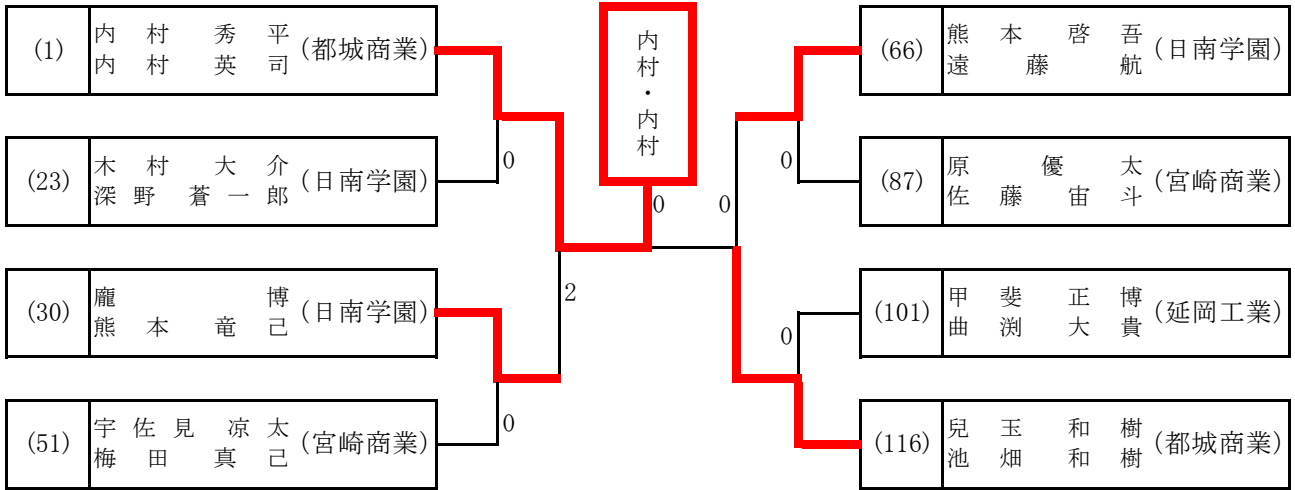 (1) 内村秀平 (都城商業)
内村英司
(23) 木村大介 (日南学園)
深野蒼一郎
(30) 龐博 (日南学園)
熊本竜己
(51) 宇佐見凉太 (宮崎商業)
梅田真己
0
2
0
内村・内村
0 0
(66) 熊本啓吾 (日南学園)
遠藤航
(87) 原優太 (宮崎商業)
佐藤宙斗
(101) 甲斐正博 (延岡工業)
曲渕大貴
(116) 兒玉和樹 (都城商業)
池畑和樹
0
0